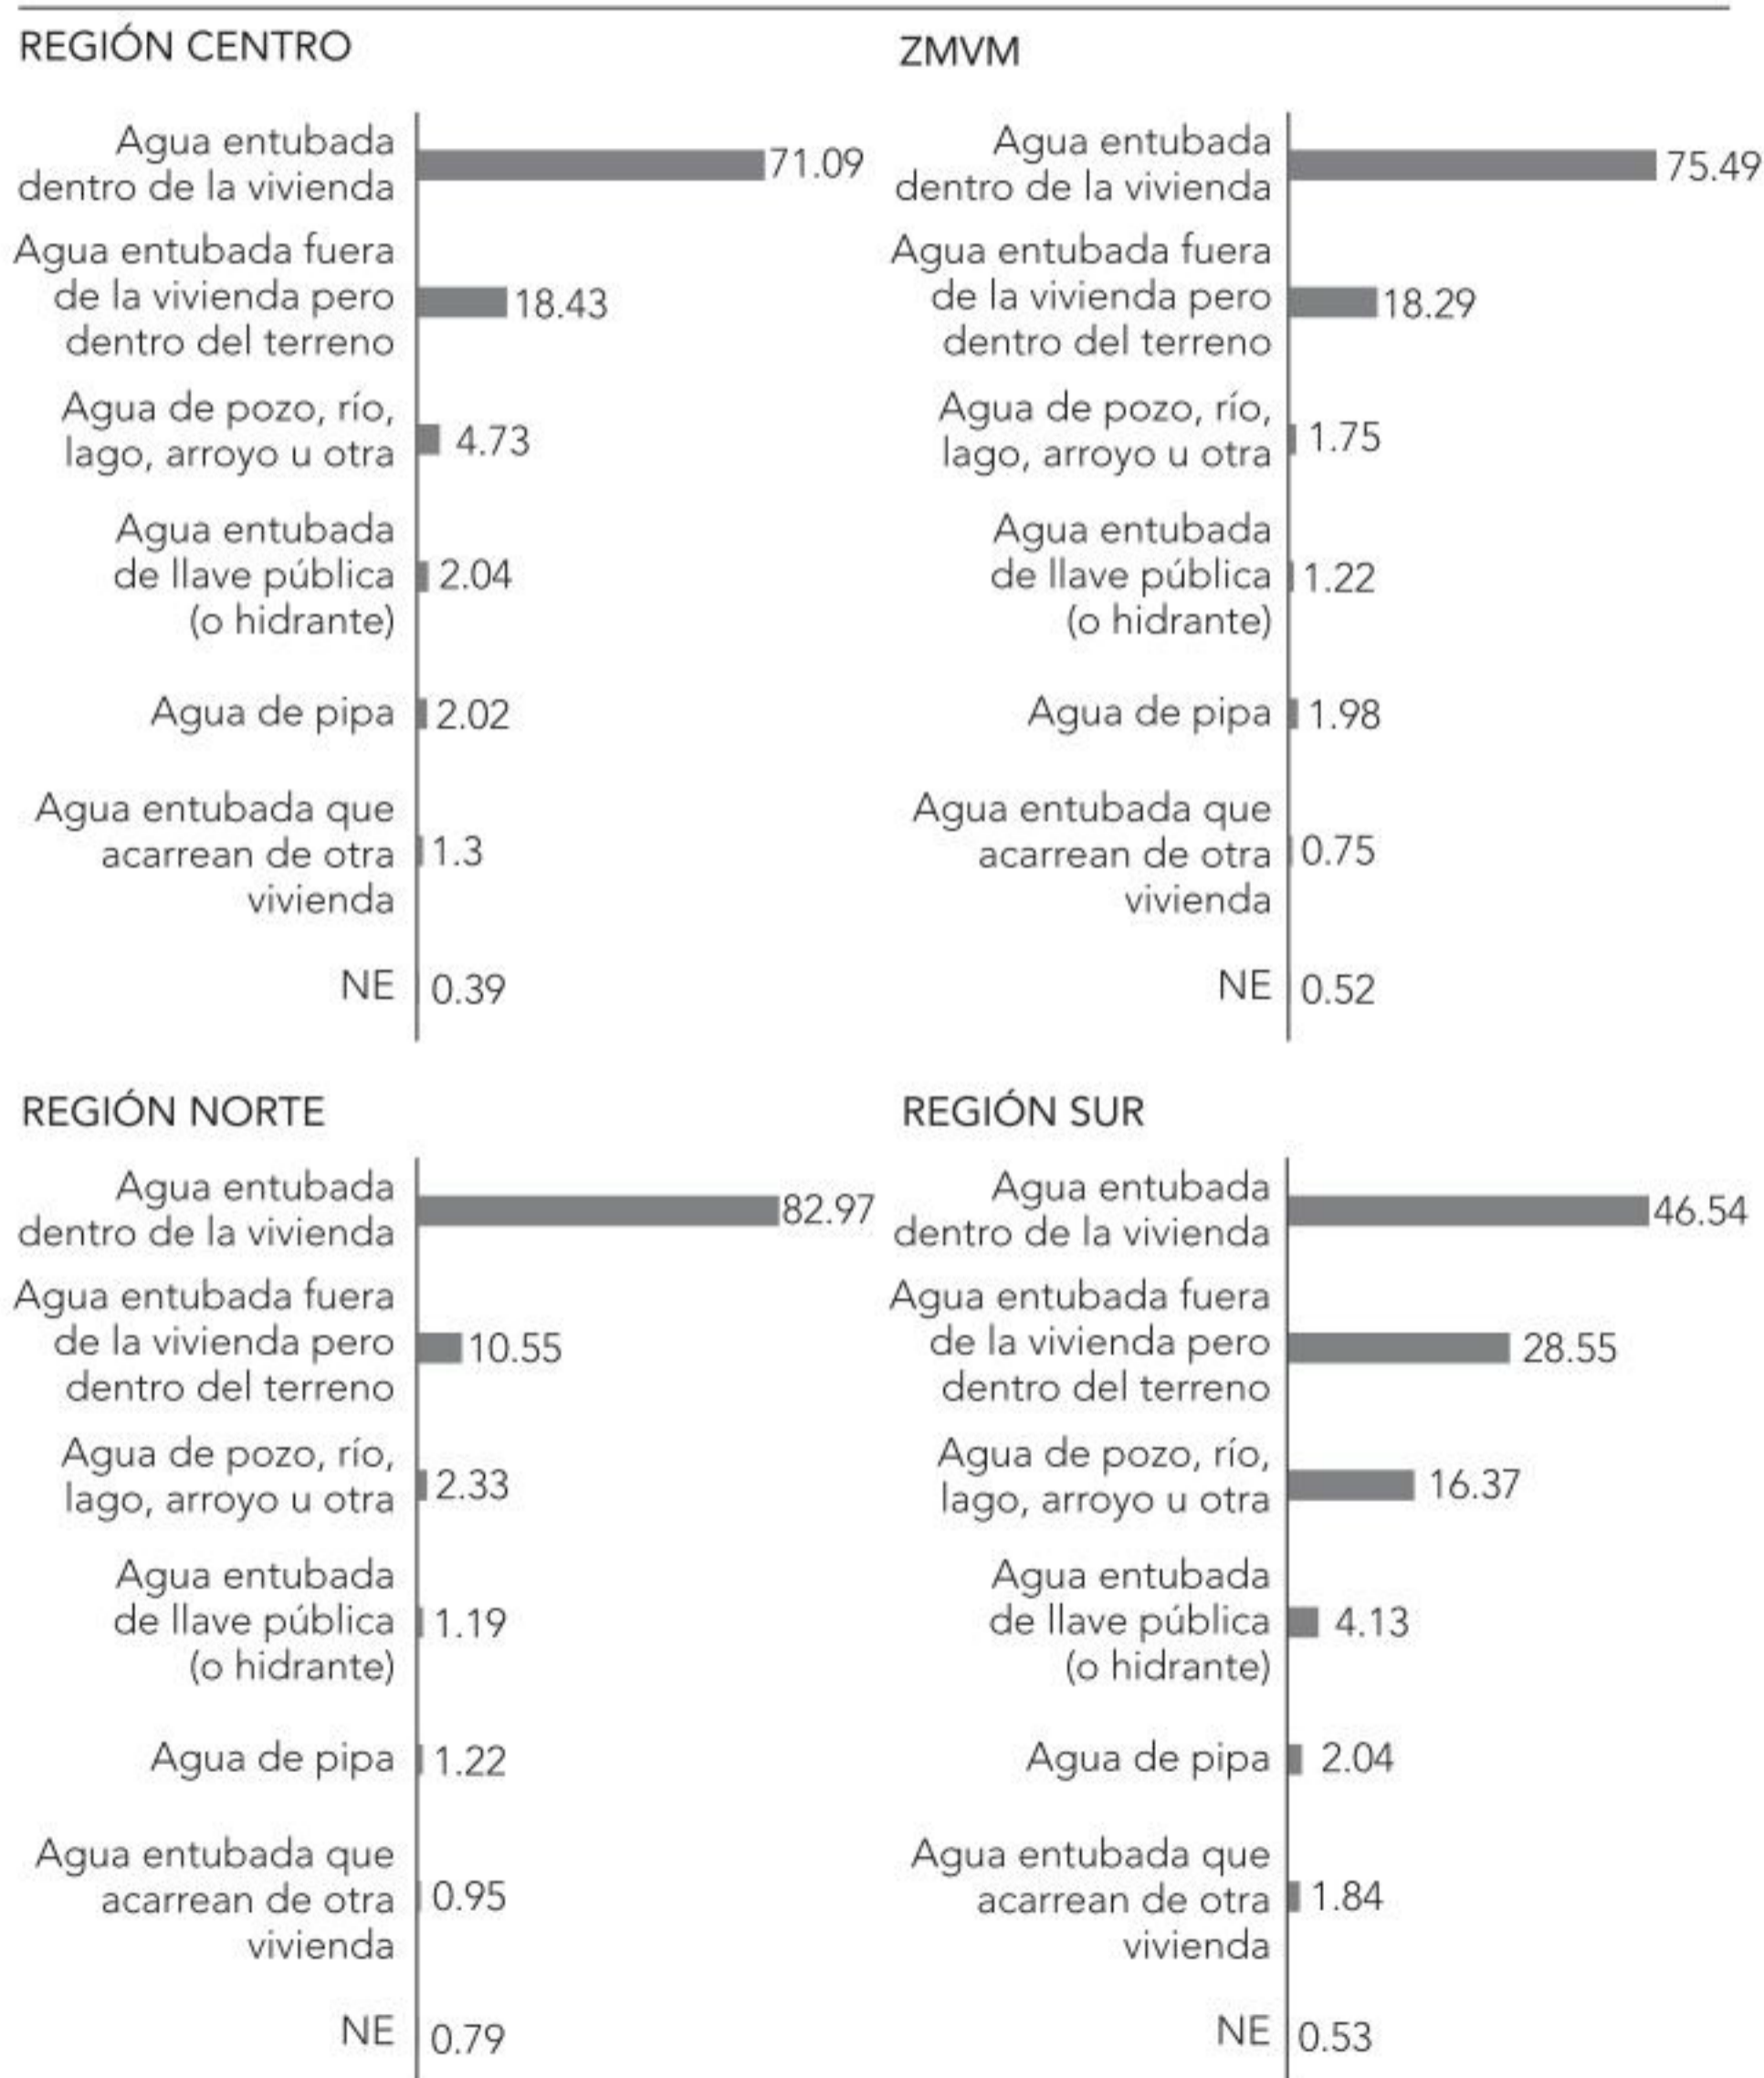 REGIÓN CENTRO
Agua entubada
dentro de la vivienda
71.09
Agua entubada fuera
de la vivienda pero
dentro del terreno
18.43
Agua de pozo, río,
lago, arroyo u otra
4.73
Agua entubada
de llave pública
(o hidrante)
2.04
Agua de pipa
2.02
Agua entubada que
acarrean de otra
vivienda
1.3
NE
0.39
ZMVM
Agua entubada
dentro de la vivienda
75.49
Agua entubada fuera
de la vivienda pero
dentro del terreno
18.29
Agua de pozo, río,
lago, arroyo u otra
1.75
Agua entubada
de llave pública
(o hidrante)
1.22
Agua de pipa
1.98
Agua entubada que
acarrean de otra
vivienda
0.75
NE
0.52
REGIÓN NORTE
Agua entubada
dentro de la vivienda
82.97
Agua entubada fuera
de la vivienda pero
dentro del terreno
10.55
Agua de pozo, río,
lago, arroyo u otra
2.33
Agua entubada
de llave pública
(o hidrante)
1.19
Agua de pipa
1.22
Agua entubada que
acarrean de otra
vivienda
0.95
NE
0.79
REGIÓN SUR
Agua entubada
dentro de la vivienda
46.54
Agua entubada fuera
de la vivienda pero
dentro del terreno
28.55
Agua de pozo, río,
lago, arroyo u otra
16.37
Agua entubada
de llave pública
(o hidrante)
4.13
Agua de pipa
2.04
Agua entubada que
acarrean de otra
vivienda
1.84
NE
0.53